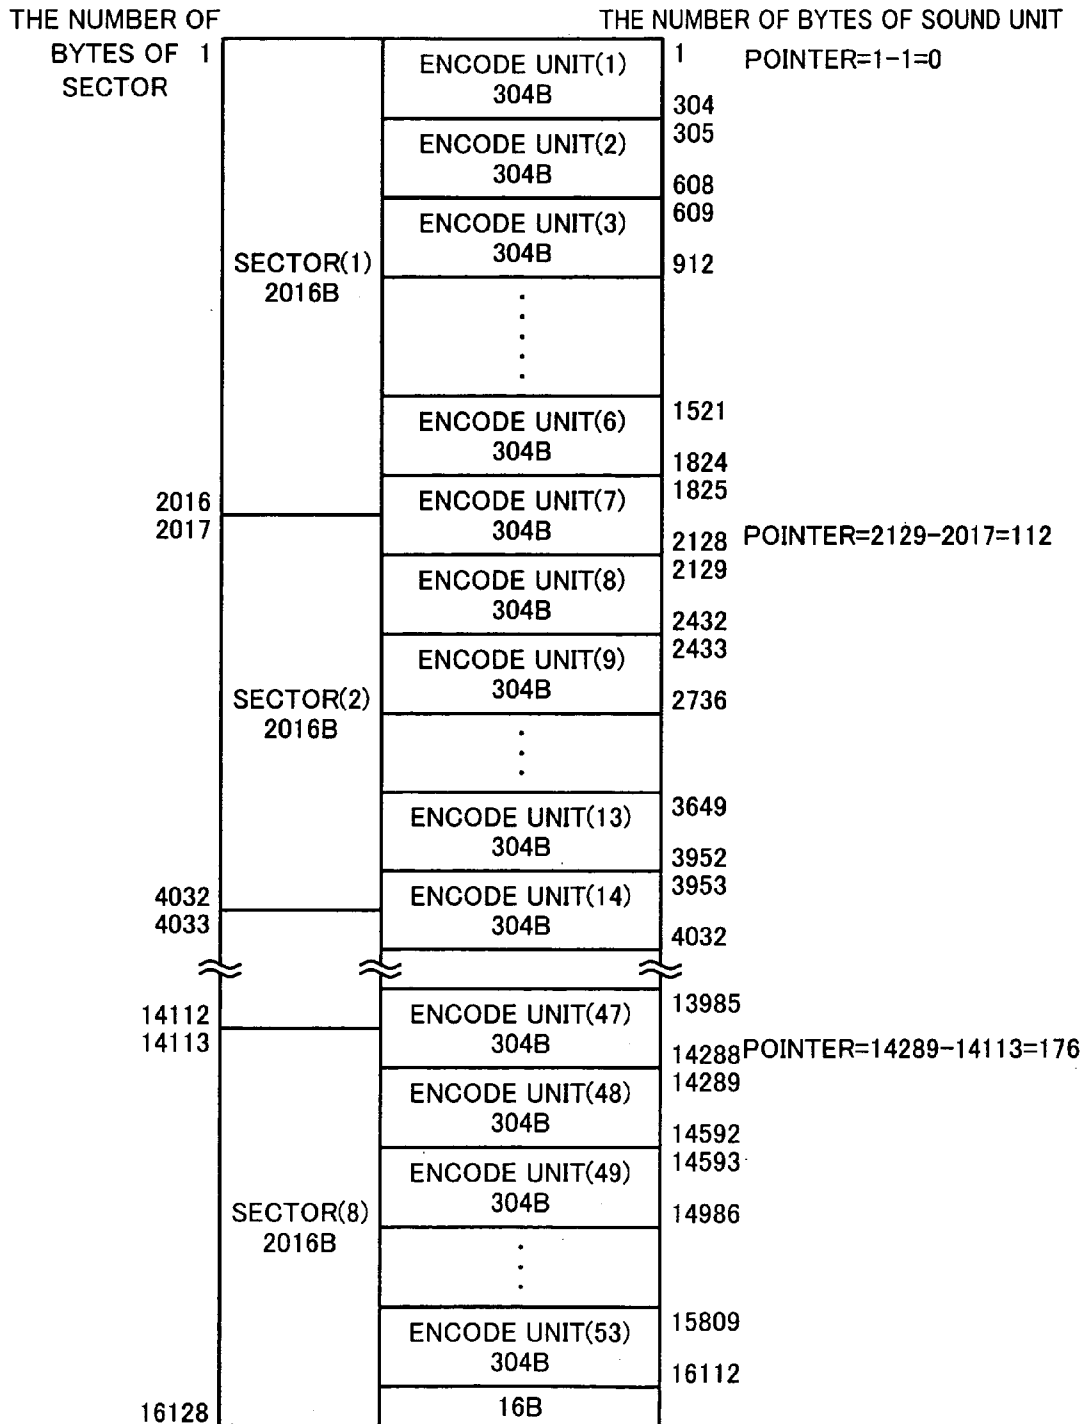 THE NUMBER OF
BYTES OF
SECTOR
THE NUMBER OF BYTES OF SOUND UNIT
1
ENCODE UNIT(1)
304B
1
POINTER=1-1=0
304
305
ENCODE UNIT(2)
304B
608
609
ENCODE UNIT(3)
304B
912
SECTOR(1)
2016B
1521
ENCODE UNIT(6)
304B
1824
1825
ENCODE UNIT(7)
304B
2016
2017
2128
POINTER=2129-2017=112
2129
ENCODE UNIT(8)
304B
2432
2433
ENCODE UNIT(9)
304B
2736
SECTOR(2)
2016B
3649
ENCODE UNIT(13)
304B
3952
3953
ENCODE UNIT(14)
304B
4032
4033
4032
13985
ENCODE UNIT(47)
304B
14112
14113
14288
POINTER=14289-14113=176
14289
ENCODE UNIT(48)
304B
14592
14593
ENCODE UNIT(49)
304B
14986
SECTOR(8)
2016B
15809
ENCODE UNIT(53)
304B
16112
16B
16128